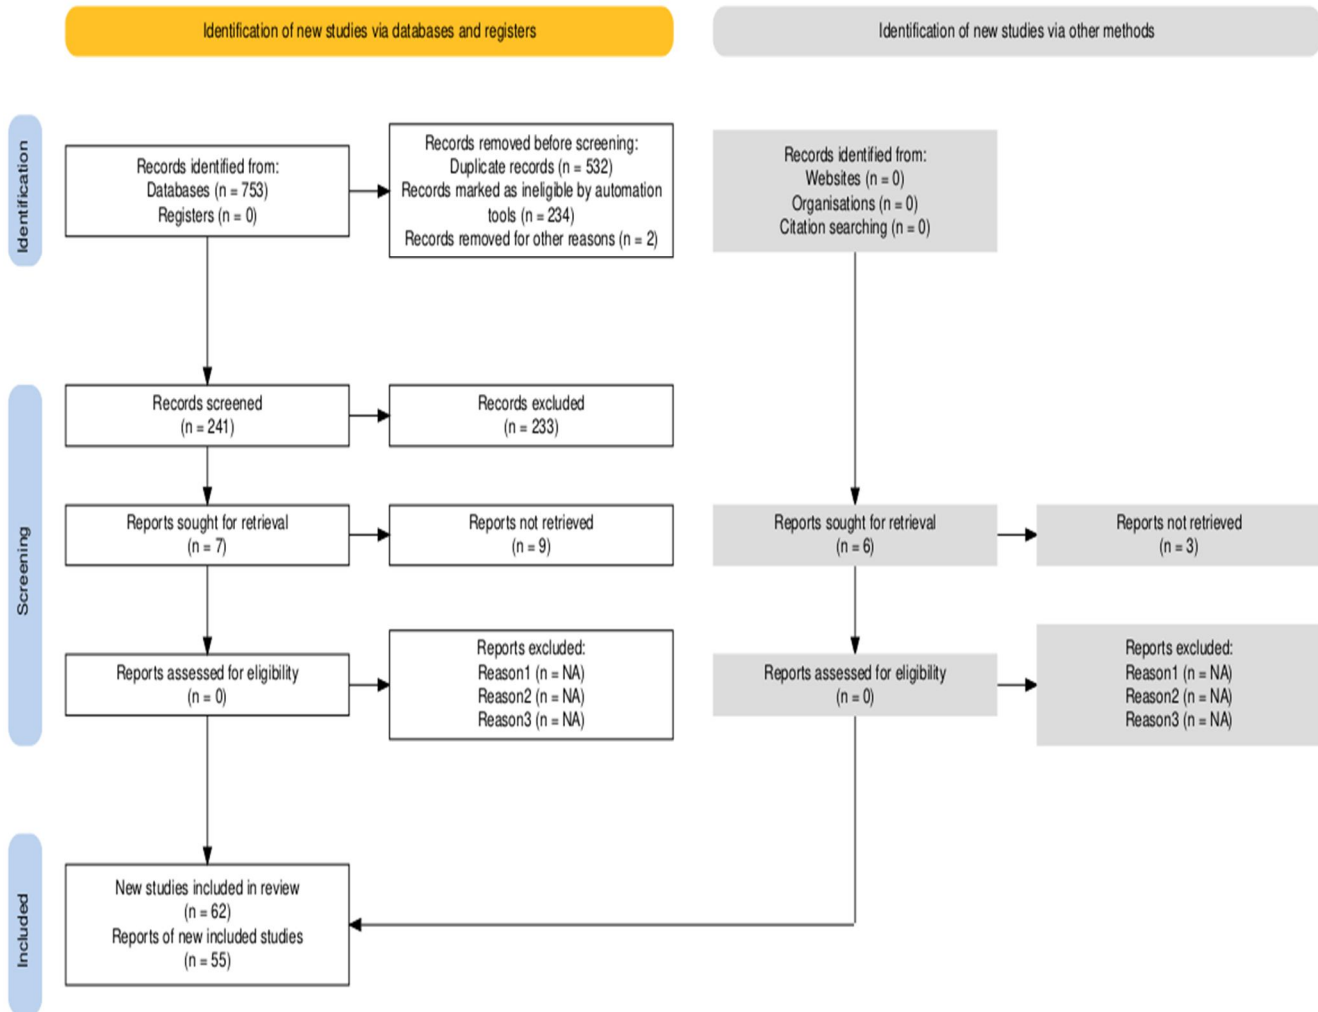 Identification of new studies via databases and registers
Identification of new studies via other methods
Identification
Records identified from:
Databases (n = 753)
Registers (n = 0)
Records removed before screening:
Duplicate records (n = 532)
Records marked as ineligible by automation
tools (n = 234)
Records removed for other reasons (n = 2)
Records identified from:
Websites (n = 0)
Organisations (n = 0)
Citation searching (n = 0)
Screening
Records screened
(n = 241)
Records excluded
(n = 233)
Reports sought for retrieval
(n = 7)
Reports not retrieved
(n = 9)
Reports sought for retrieval
(n = 6)
Reports not retrieved
(n = 3)
Reports assessed for eligibility
(n = 0)
Reports excluded:
Reason1 (n = NA)
Reason2 (n = NA)
Reason3 (n = NA)
Reports assessed for eligibility
(n = 0)
Reports excluded:
Reason1 (n = NA)
Reason2 (n = NA)
Reason3 (n = NA)
Included
New studies included in review
(n = 62)
Reports of new included studies
(n = 55)